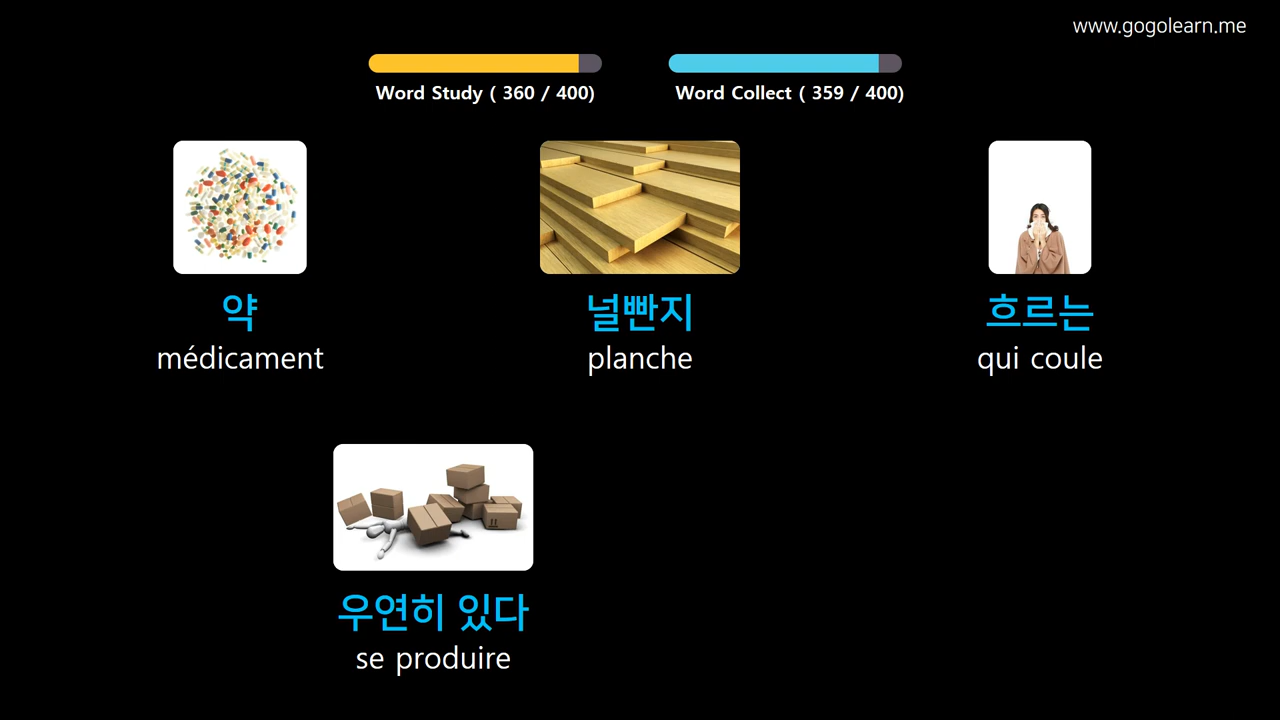 www.gogolearn.me
Word Study ( 360 / 400)
Word Collect ( 359 / 400)
약
médicament
널빤지
planche
흐르는
qui coule
우연히 있다
se produire